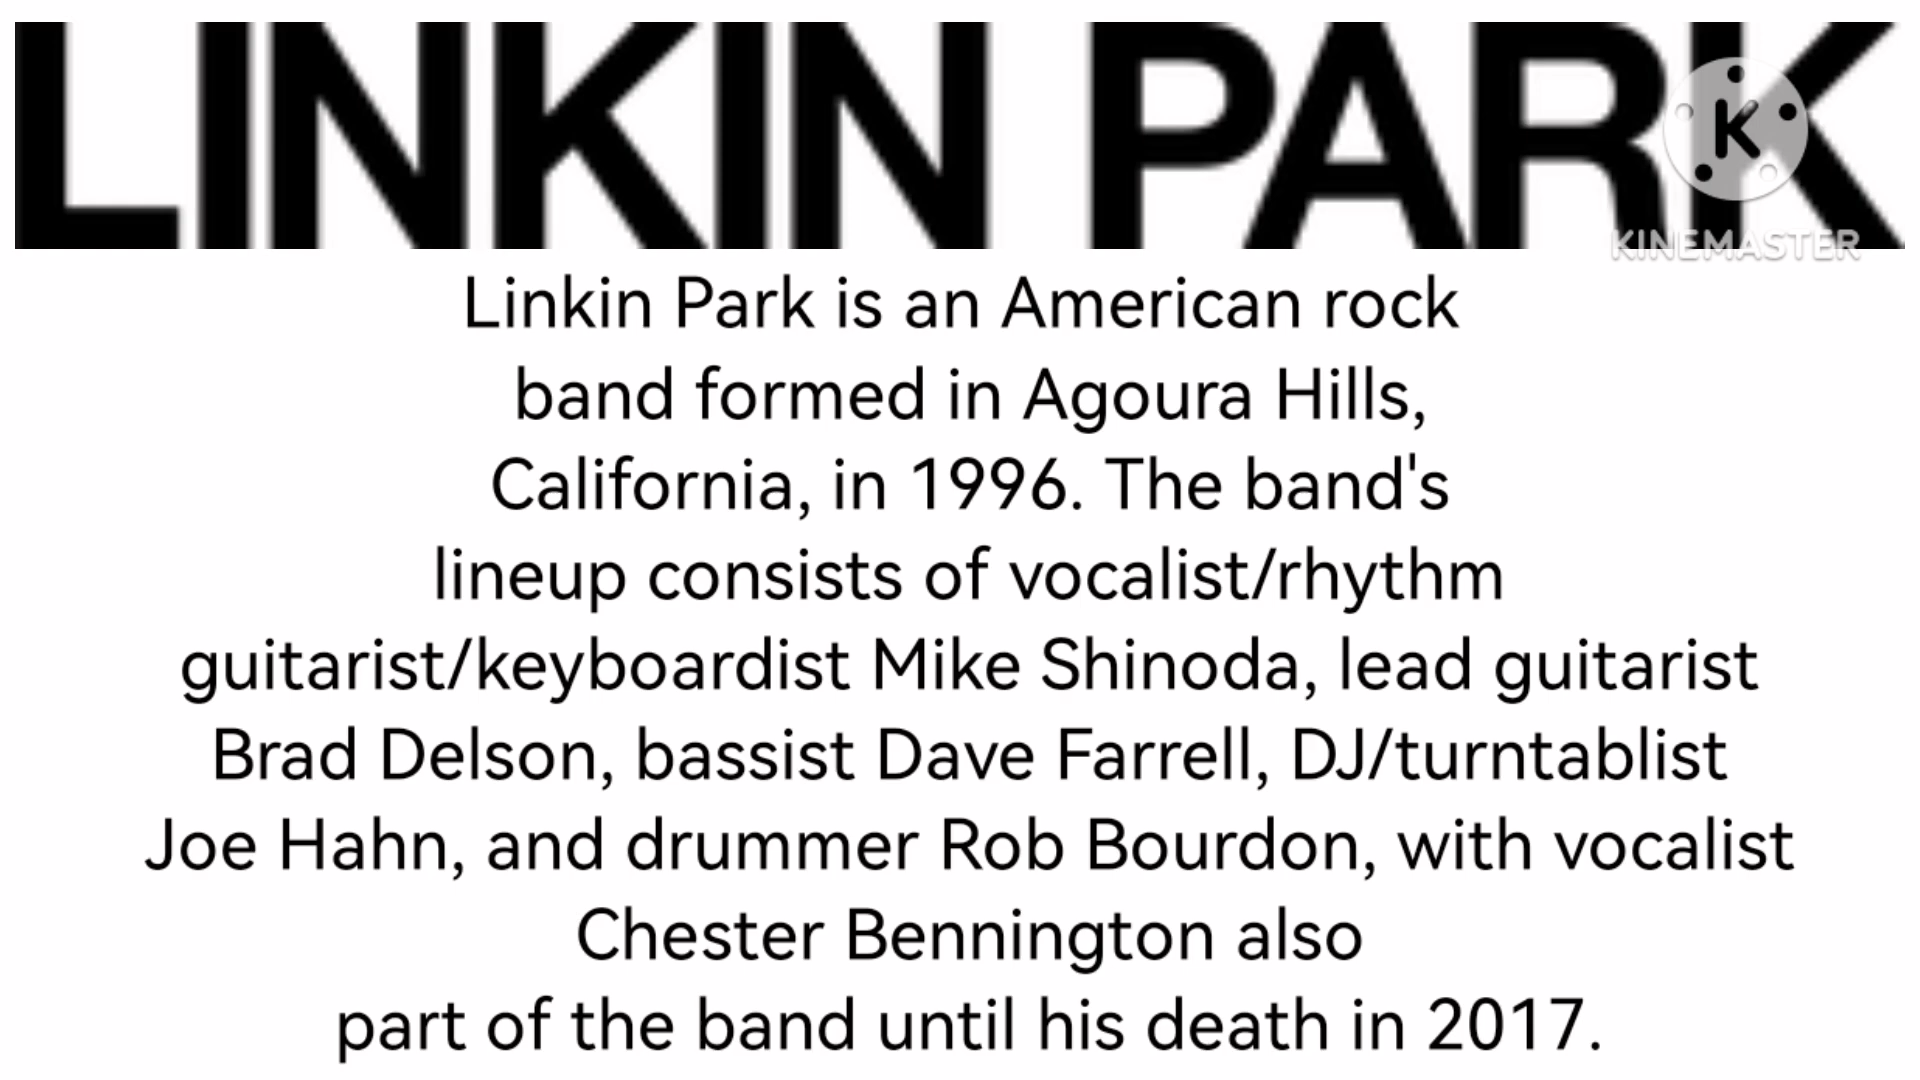 LINKIN PARK
K
KINEMASTER
Linkin Park is an American rock
band formed in Agoura Hills,
California, in 1996. The band's
lineup consists of vocalist/rhythm
guitarist/keyboardist Mike Shinoda, lead guitarist
Brad Delson, bassist Dave Farrell, DJ/turntablist
Joe Hahn, and drummer Rob Bourdon, with vocalist
Chester Bennington also
part of the band until his death in 2017.